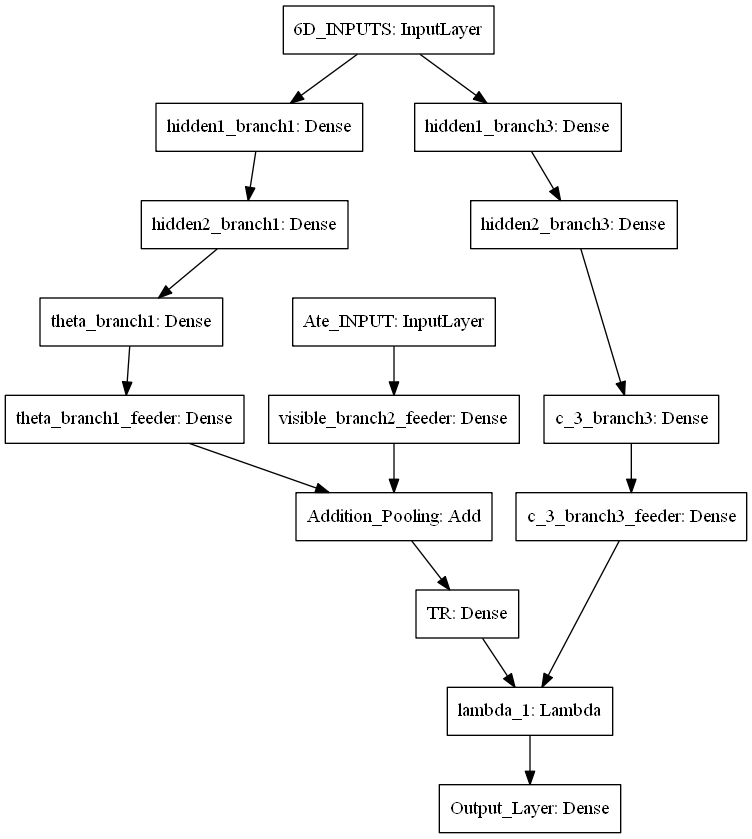 6D_INPUTS: InputLayer
hidden1_branch1: Dense
hidden1_branch3: Dense
hidden2_branch1: Dense
hidden2_branch3: Dense
theta_branch1: Dense
Ate_INPUT: InputLayer
theta_branch1_feeder: Dense
visible_branch2_feeder: Dense
c_3_branch3: Dense
Addition_Pooling: Add
c_3_branch3_feeder: Dense
TR: Dense
lambda_1: Lambda
Output_Layer: Dense